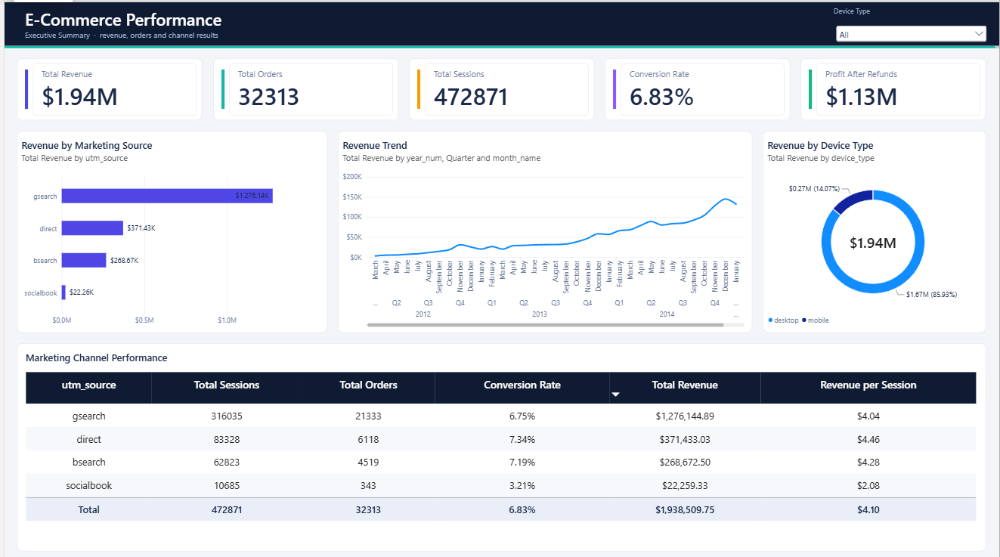 E-Commerce Performance
Executive Summary · revenue, orders and channel results
Device Type
All
Total Revenue
$1.94M
Total Orders
32313
Total Sessions
472871
Conversion Rate
6.83%
Profit After Refunds
$1.13M
Revenue by Marketing Source
Total Revenue by utm_source
gsearch $1,276.14K
direct $371.43K
bsearch $268.67K
socialbook $22.26K
$0.0M $0.5M $1.0M
Revenue Trend
Total Revenue by year_num, Quarter and month_name
$200K
$150K
$100K
$50K
$0K
March April May June July August September October November December January February March April May June July August September October November December January February March April May June July August September October November December January
... Q2 Q3 Q4 Q1 Q2 Q3 Q4 Q1 Q2 Q3 Q4 ...
2012 2013 2014 ...
Revenue by Device Type
Total Revenue by device_type
$0.27M (14.07%)
$1.94M
$1.67M (85.93%)
desktop mobile
Marketing Channel Performance
utm_source Total Sessions Total Orders Conversion Rate Total Revenue Revenue per Session
gsearch 316035 21333 6.75% $1,276,144.89 $4.04
direct 83328 6118 7.34% $371,433.03 $4.46
bsearch 62823 4519 7.19% $268,672.50 $4.28
socialbook 10685 343 3.21% $22,259.33 $2.08
Total 472871 32313 6.83% $1,938,509.75 $4.10